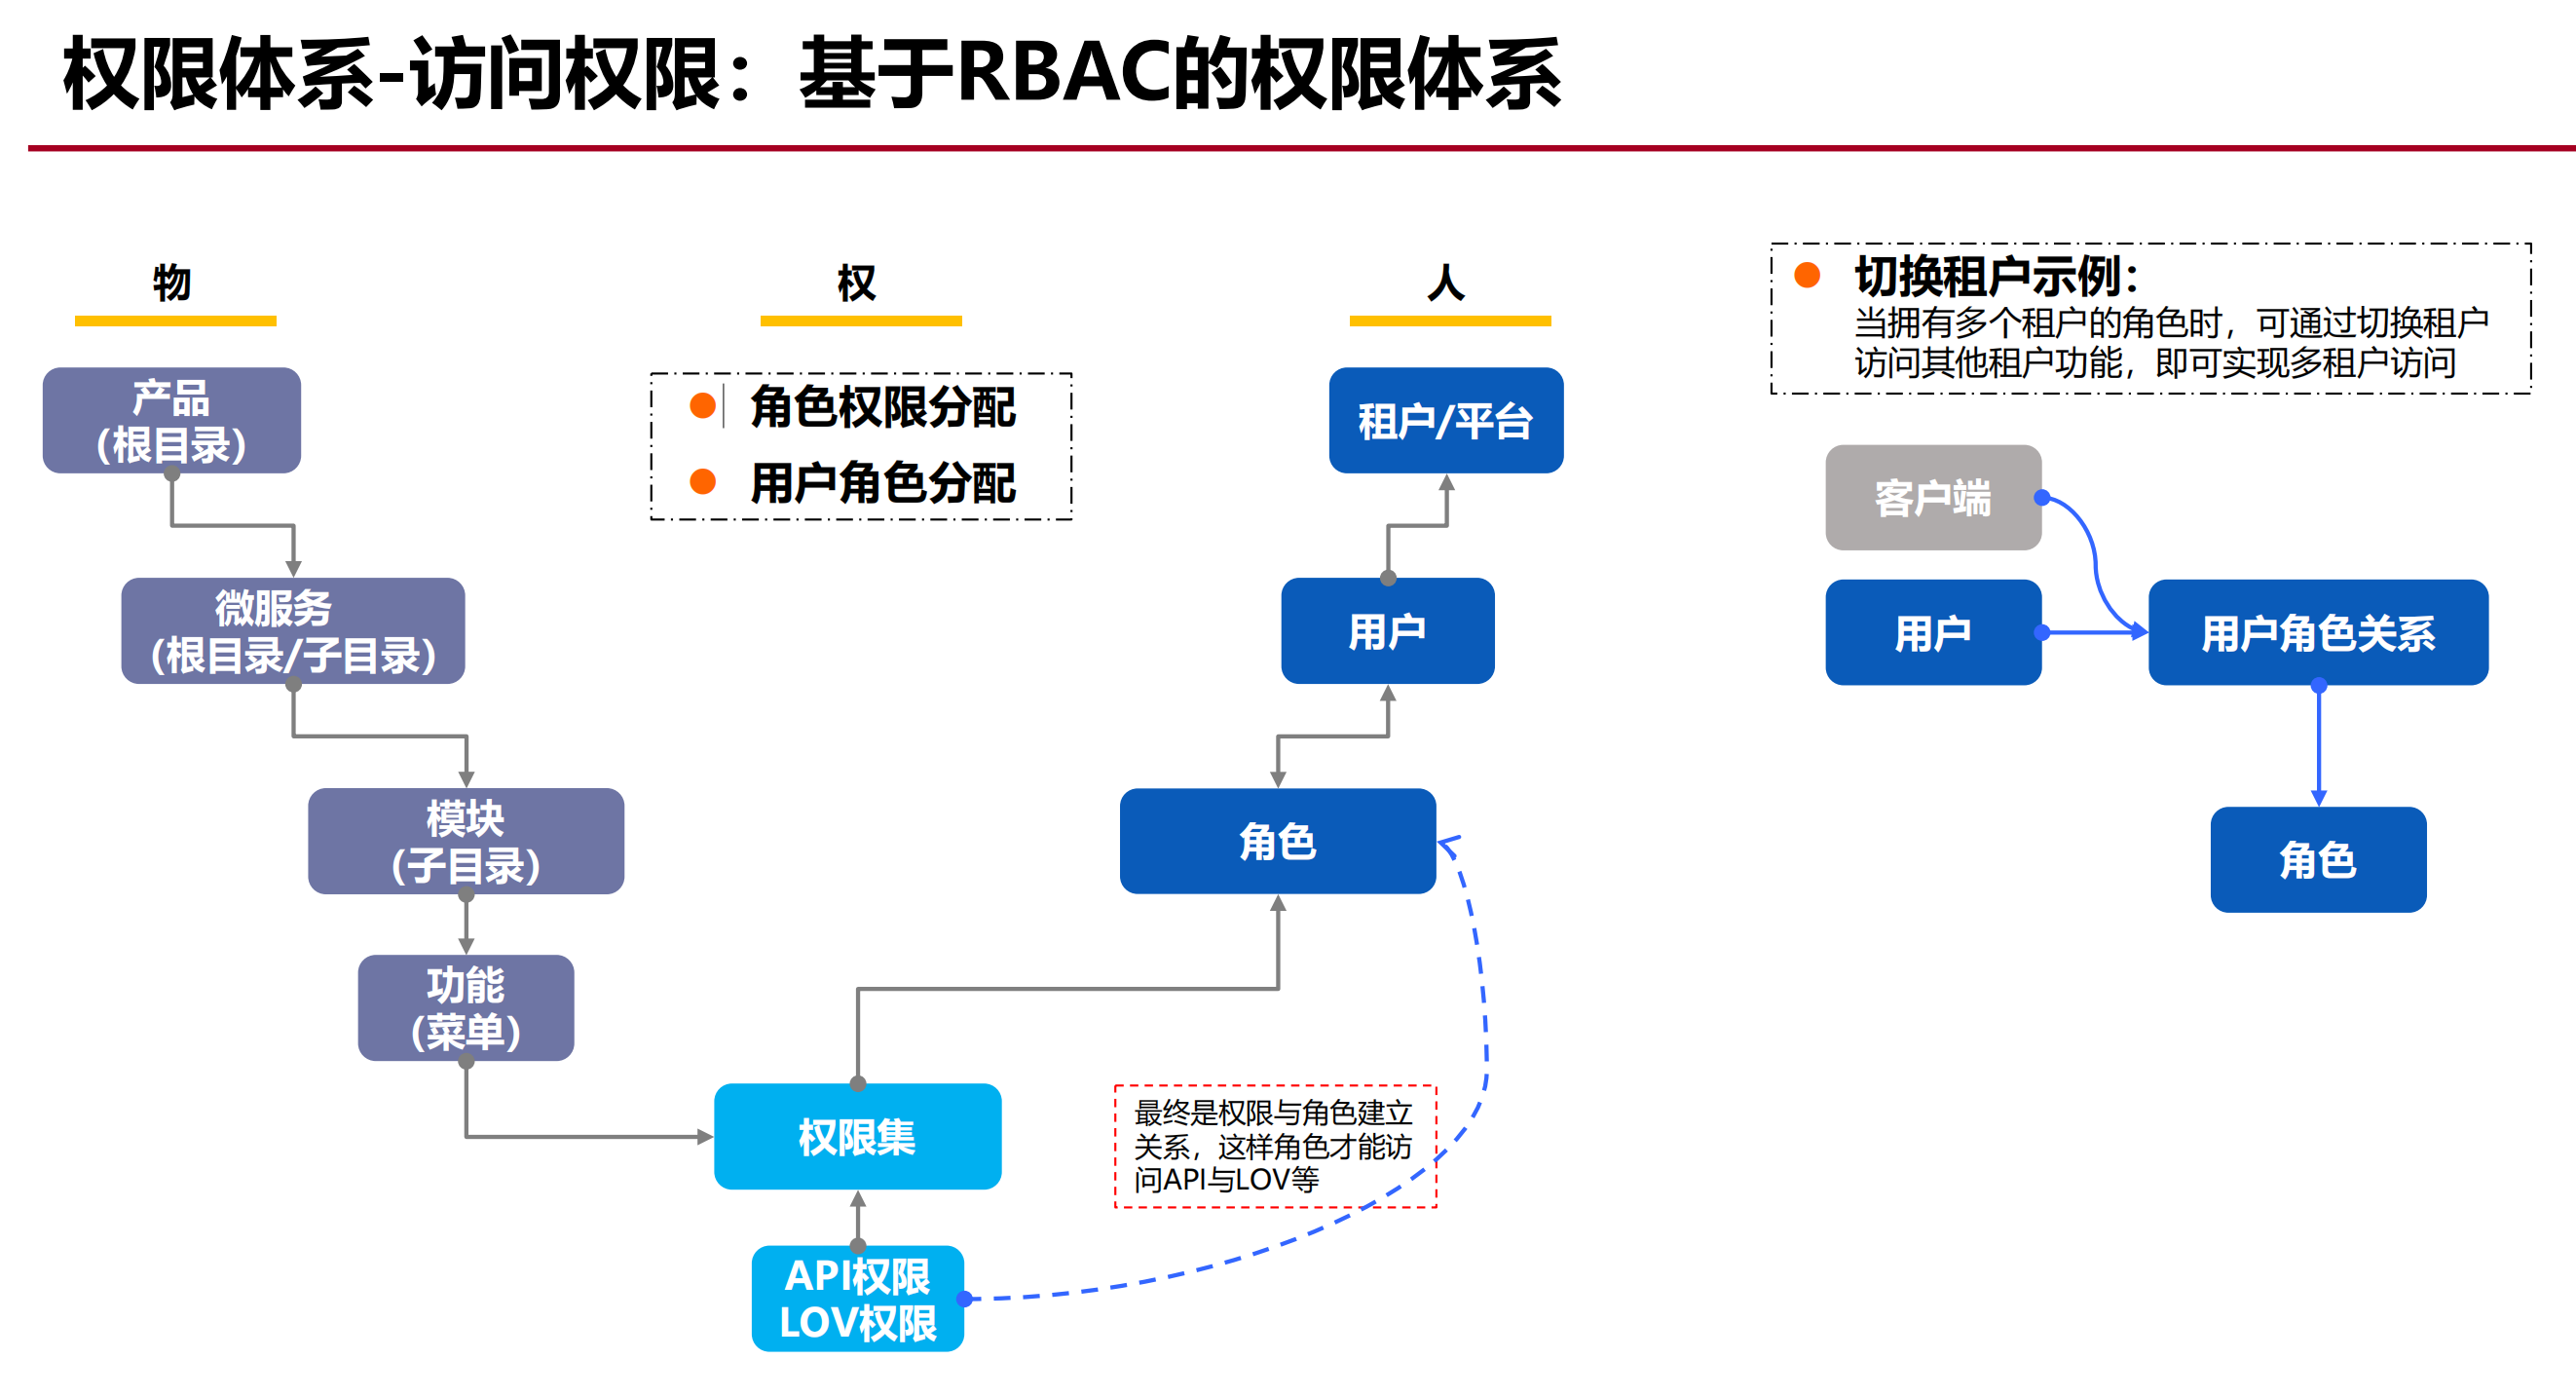 权限体系-访问权限：基于RBAC的权限体系
物
权
人
产品
（根目录）
微服务
（根目录/子目录）
模块
（子目录）
功能
（菜单）
角色权限分配
用户角色分配
权限集
API权限
LOV权限
租户/平台
用户
角色
最终是权限与角色建立
关系，这样角色才能访
问API与LOV等
切换租户示例：
当拥有多个租户的角色时，可通过切换租户
访问其他租户功能，即可实现多租户访问
客户端
用户
用户角色关系
角色